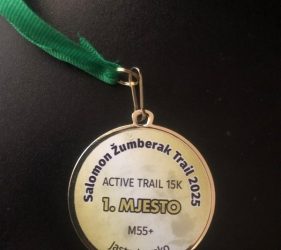 Salomon Žumberak Trail 2025
ACTIVE TRAIL 15K
1. MJESTO
M55+